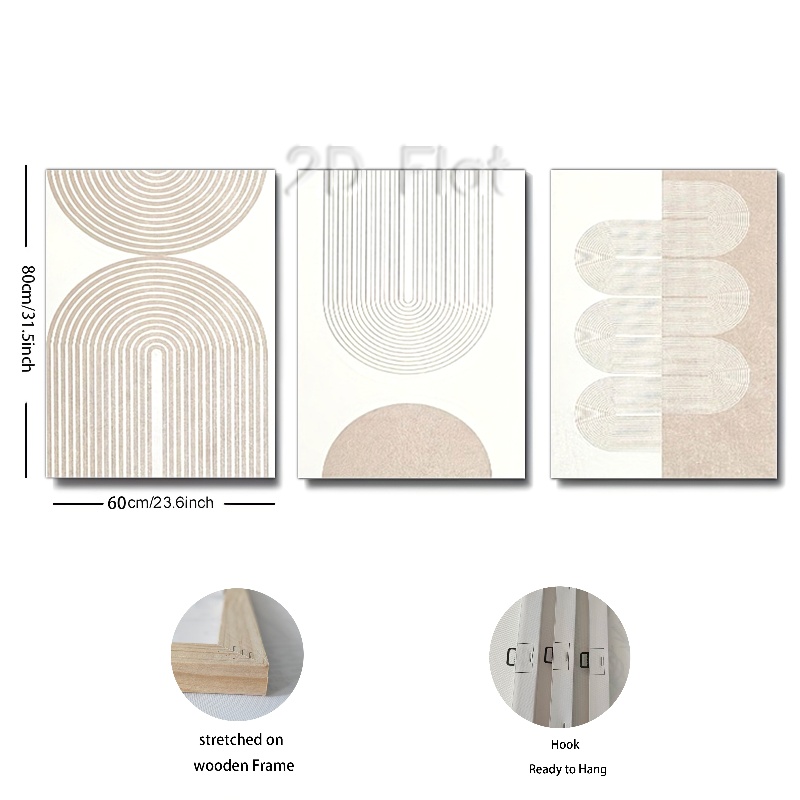 2D Flat
80cm/31.5inch
60cm/23.6inch
stretched on
wooden Frame
Hook
Ready to Hang